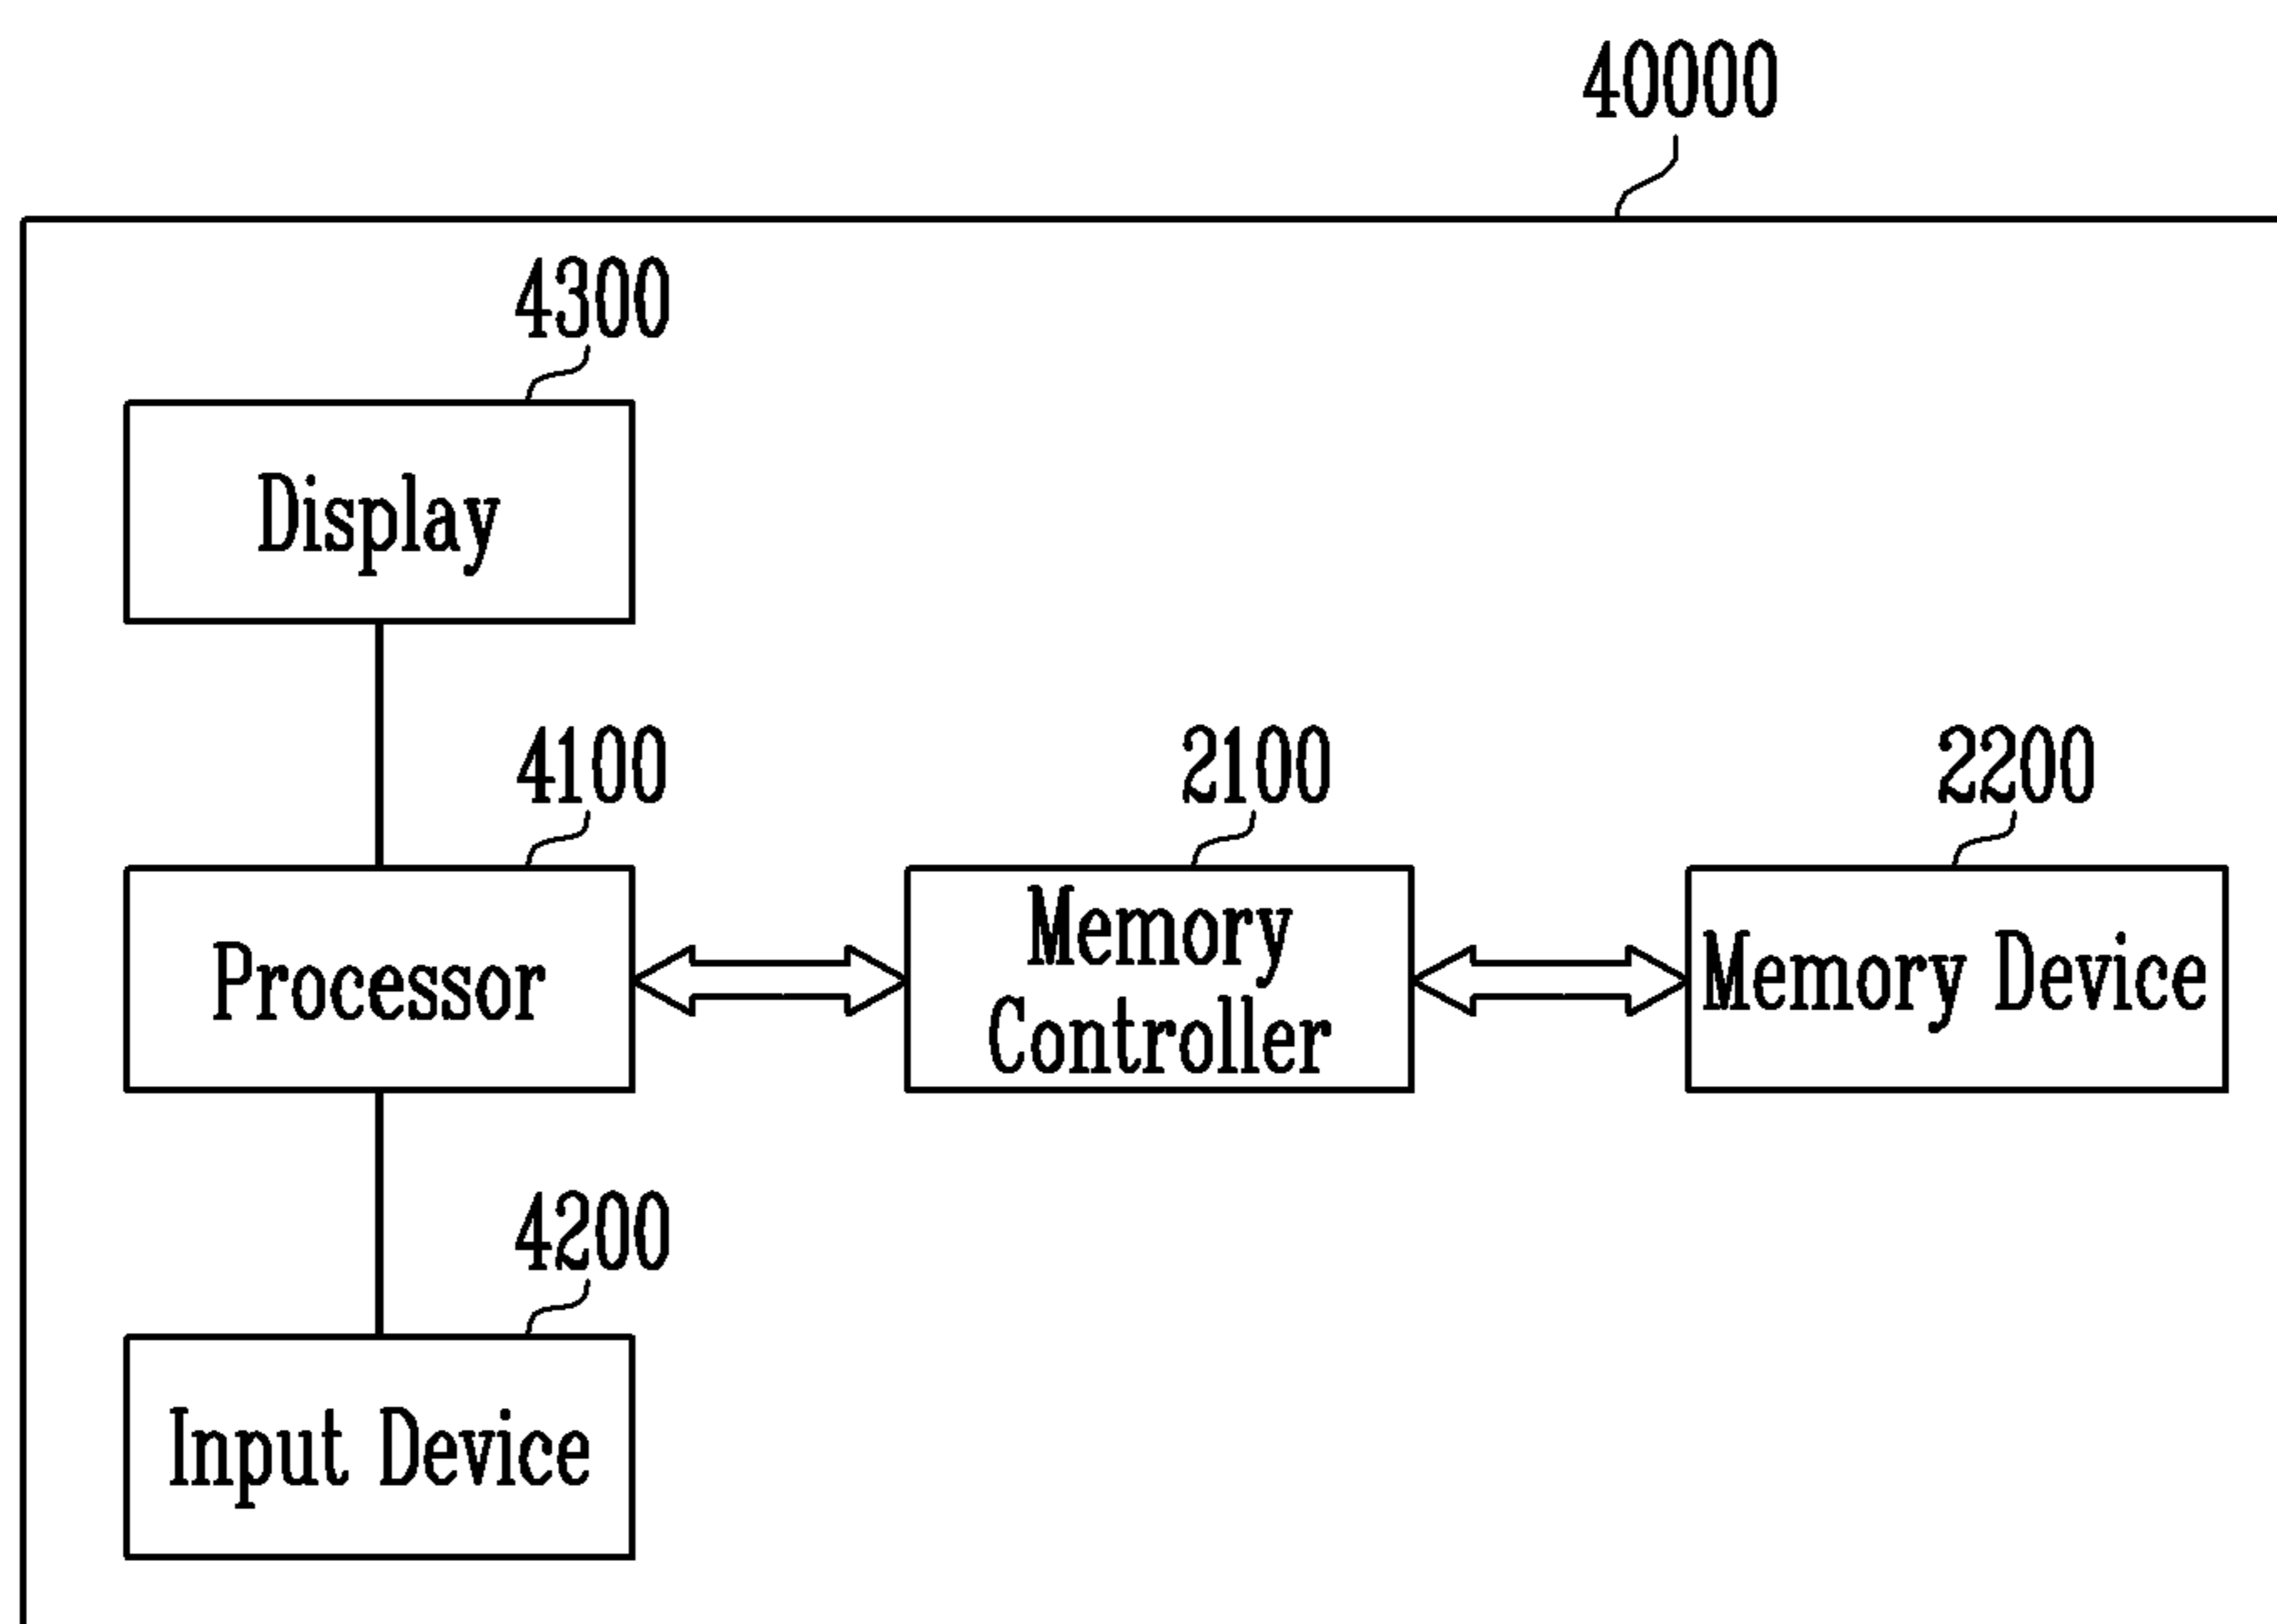 40000
4300
Display
4100
2100
2200
Processor
Memory
Controller
Memory Device
4200
Input Device